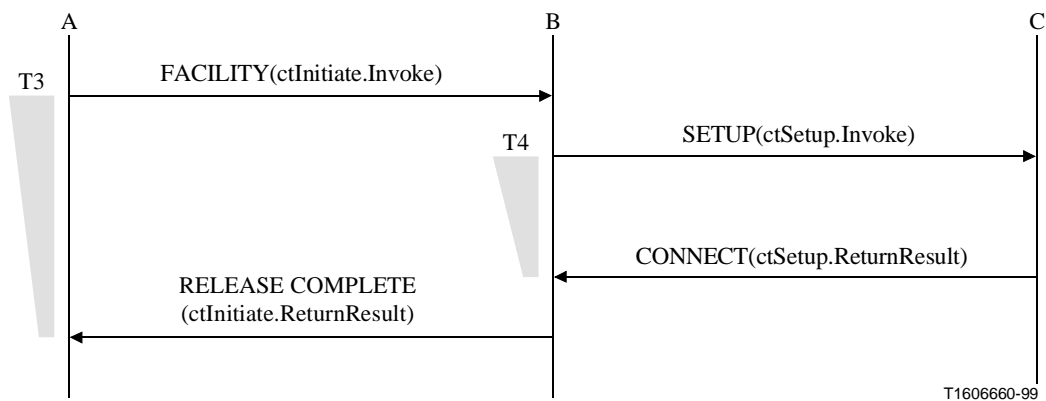 A
B
C
T3
FACILITY(ctInitiate.Invoke)
T4
SETUP(ctSetup.Invoke)
CONNECT(ctSetup.ReturnResult)
RELEASE COMPLETE
(ctInitiate.ReturnResult)
T1606660-99